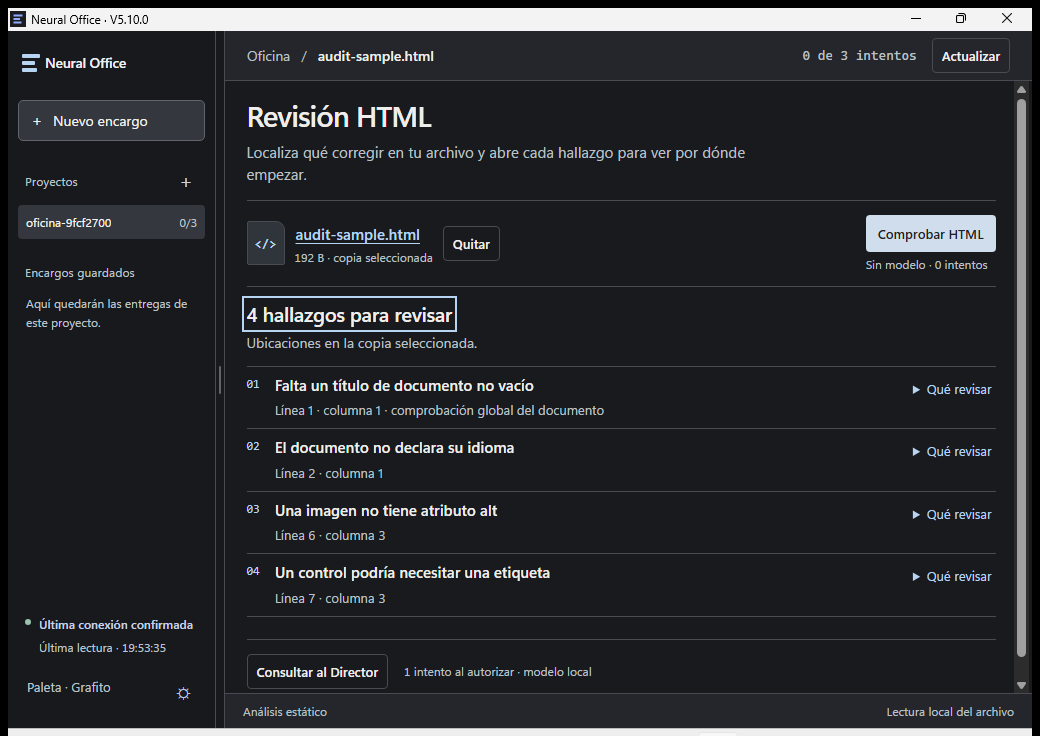 Neural Office · V5.10.0
Neural Office
Oficina / audit-sample.html
0 de 3 intentos
Actualizar
+ Nuevo encargo
Proyectos +
oficina-9fcf2700 0/3
Encargos guardados
Aquí quedarán las entregas de
este proyecto.
Última conexión confirmada
Última lectura · 19:53:35
Paleta · Grafito
Revisión HTML
Localiza qué corregir en tu archivo y abre cada hallazgo para ver por dónde
empezar.
</> audit-sample.html
192 B · copia seleccionada
Quitar
Comprobar HTML
Sin modelo · 0 intentos
4 hallazgos para revisar
Ubicaciones en la copia seleccionada.
01 Falta un título de documento no vacío
Línea 1 · columna 1 · comprobación global del documento
Qué revisar
02 El documento no declara su idioma
Línea 2 · columna 1
Qué revisar
03 Una imagen no tiene atributo alt
Línea 6 · columna 3
Qué revisar
04 Un control podría necesitar una etiqueta
Línea 7 · columna 3
Qué revisar
Consultar al Director
1 intento al autorizar · modelo local
Análisis estático
Lectura local del archivo